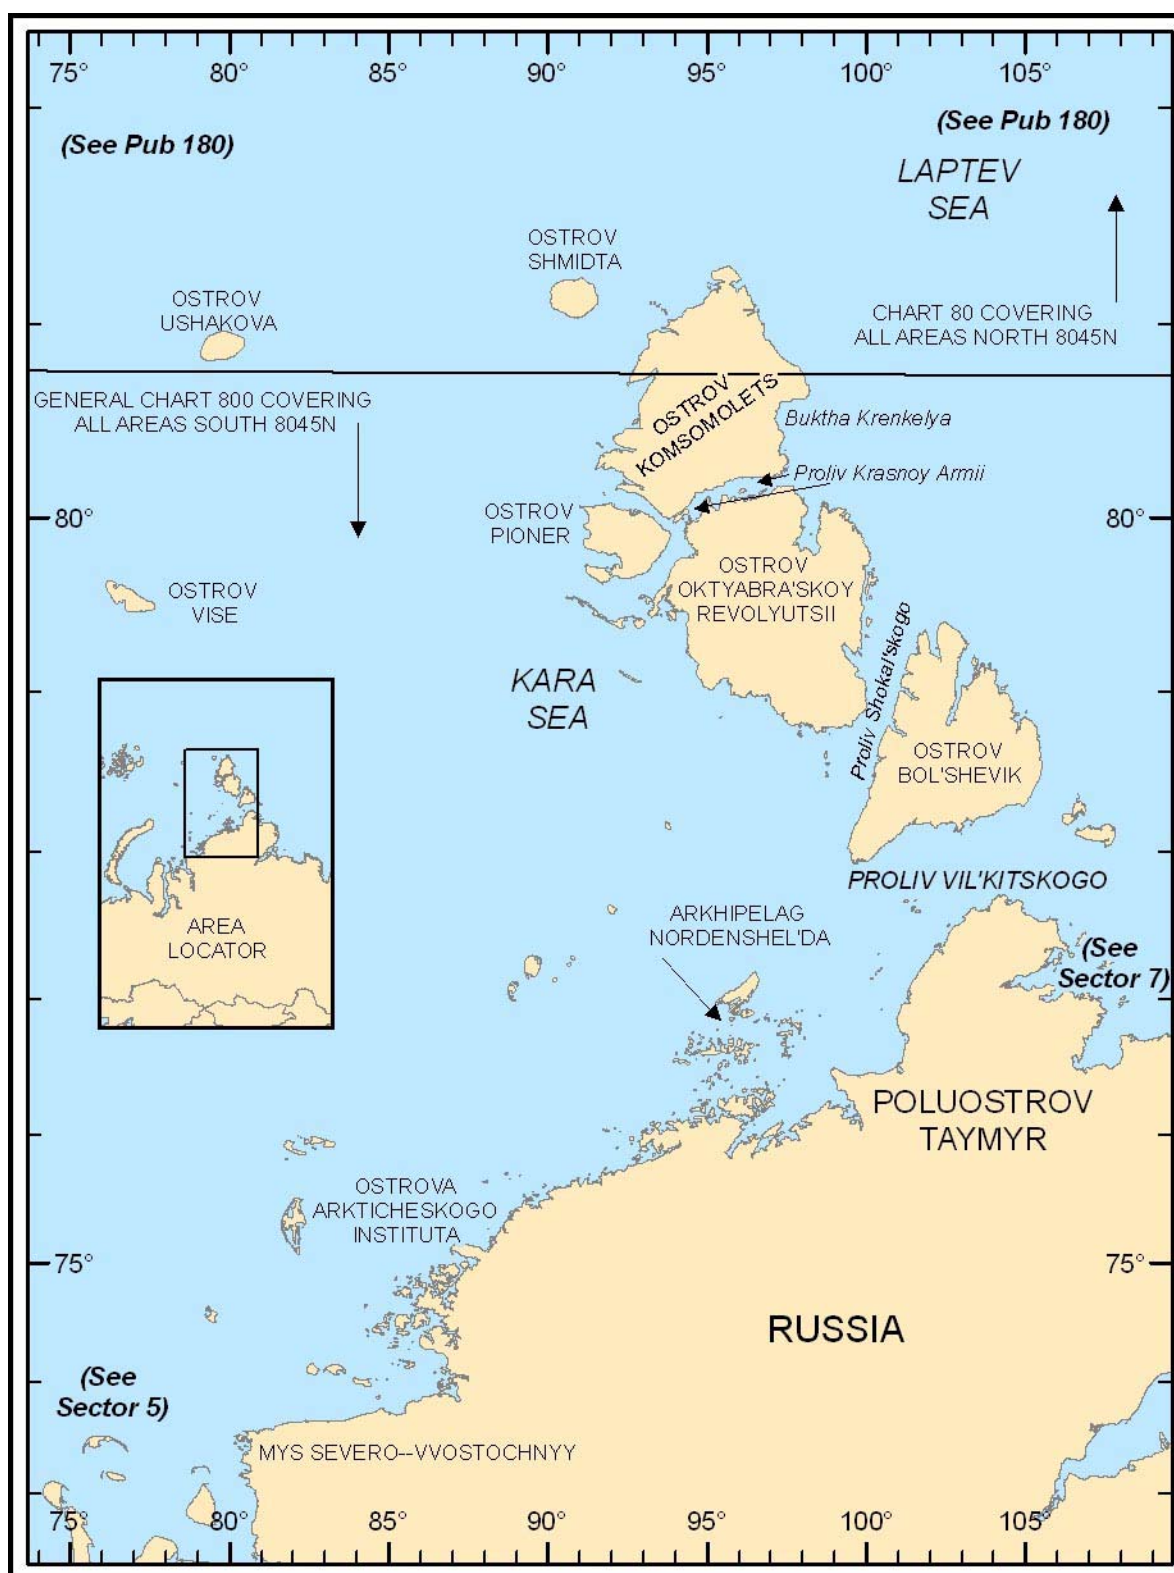 75° 80° 85° 90° 95° 100° 105°
(See Pub 180)
(See Pub 180)
LAPTEV
SEA
OSTROV
SHMIDTA
OSTROV
USHAKOVA
CHART 80 COVERING
ALL AREAS NORTH 8045N
GENERAL CHART 800 COVERING
ALL AREAS SOUTH 8045N
OSTROV
KOMSOMOLETS
Buktha Krenkelya
Proliv Krasnoy Armii
80°
OSTROV
PIONER
80°
OSTROV
OKTYABRA'SKOY
REVOLYUTSII
OSTROV
VISE
Proliv Shokal'skogo
KARA
SEA
OSTROV
BOL'SHEVIK
PROLIV VIL'KITSKOGO
ARKHIPELAG
NORDENSHEL'DA
AREA
LOCATOR
(See
Sector 7)
POLUOSTROV
TAYMYR
OSTROVA
ARKTICHESKOGO
INSTITUTA
75°
75°
RUSSIA
(See
Sector 5)
MYS SEVERO--VVOSTOCHNYY
75° 80° 85° 90° 95° 100° 105°